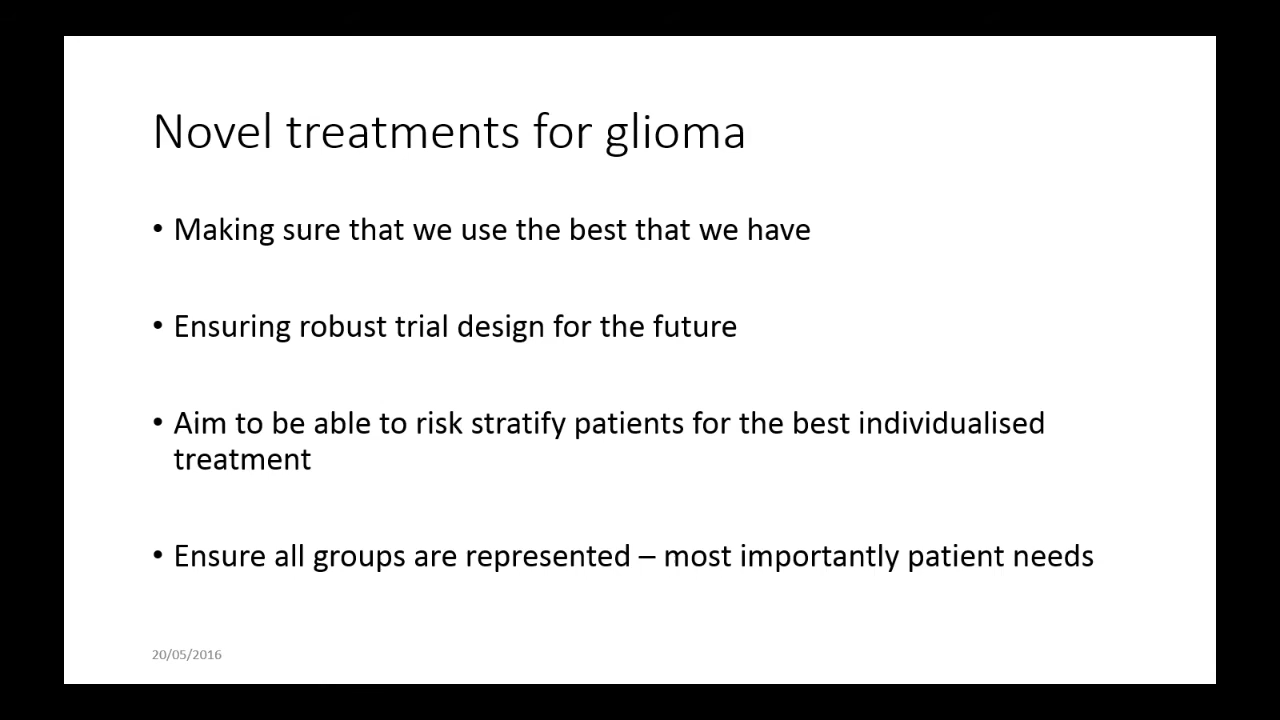 Novel treatments for glioma
• Making sure that we use the best that we have
• Ensuring robust trial design for the future
• Aim to be able to risk stratify patients for the best individualised
treatment
• Ensure all groups are represented – most importantly patient needs
20/05/2016